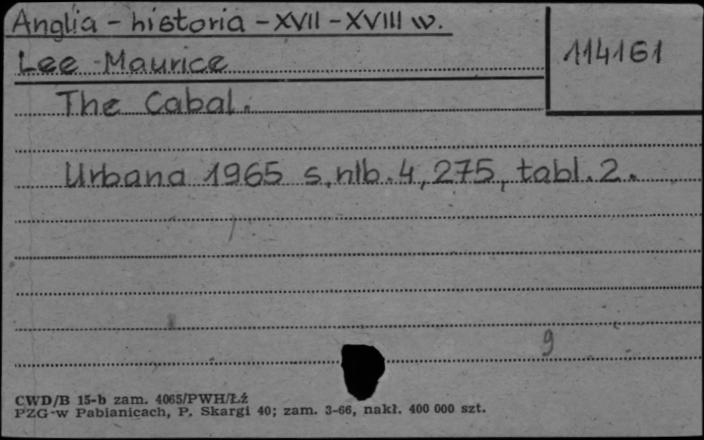 Anglia - historia - XVII - XVIII w.
114161
Lee Maurice
The Cabal.
Urbana 1965 s. nlb. 4, 275, tabl. 2.
9
CWD/B 15-b zam. 4065/PWH/Łź
PZG-w Pabianicach, P. Skargi 40; zam. 3-66, nakł. 400 000 szt.